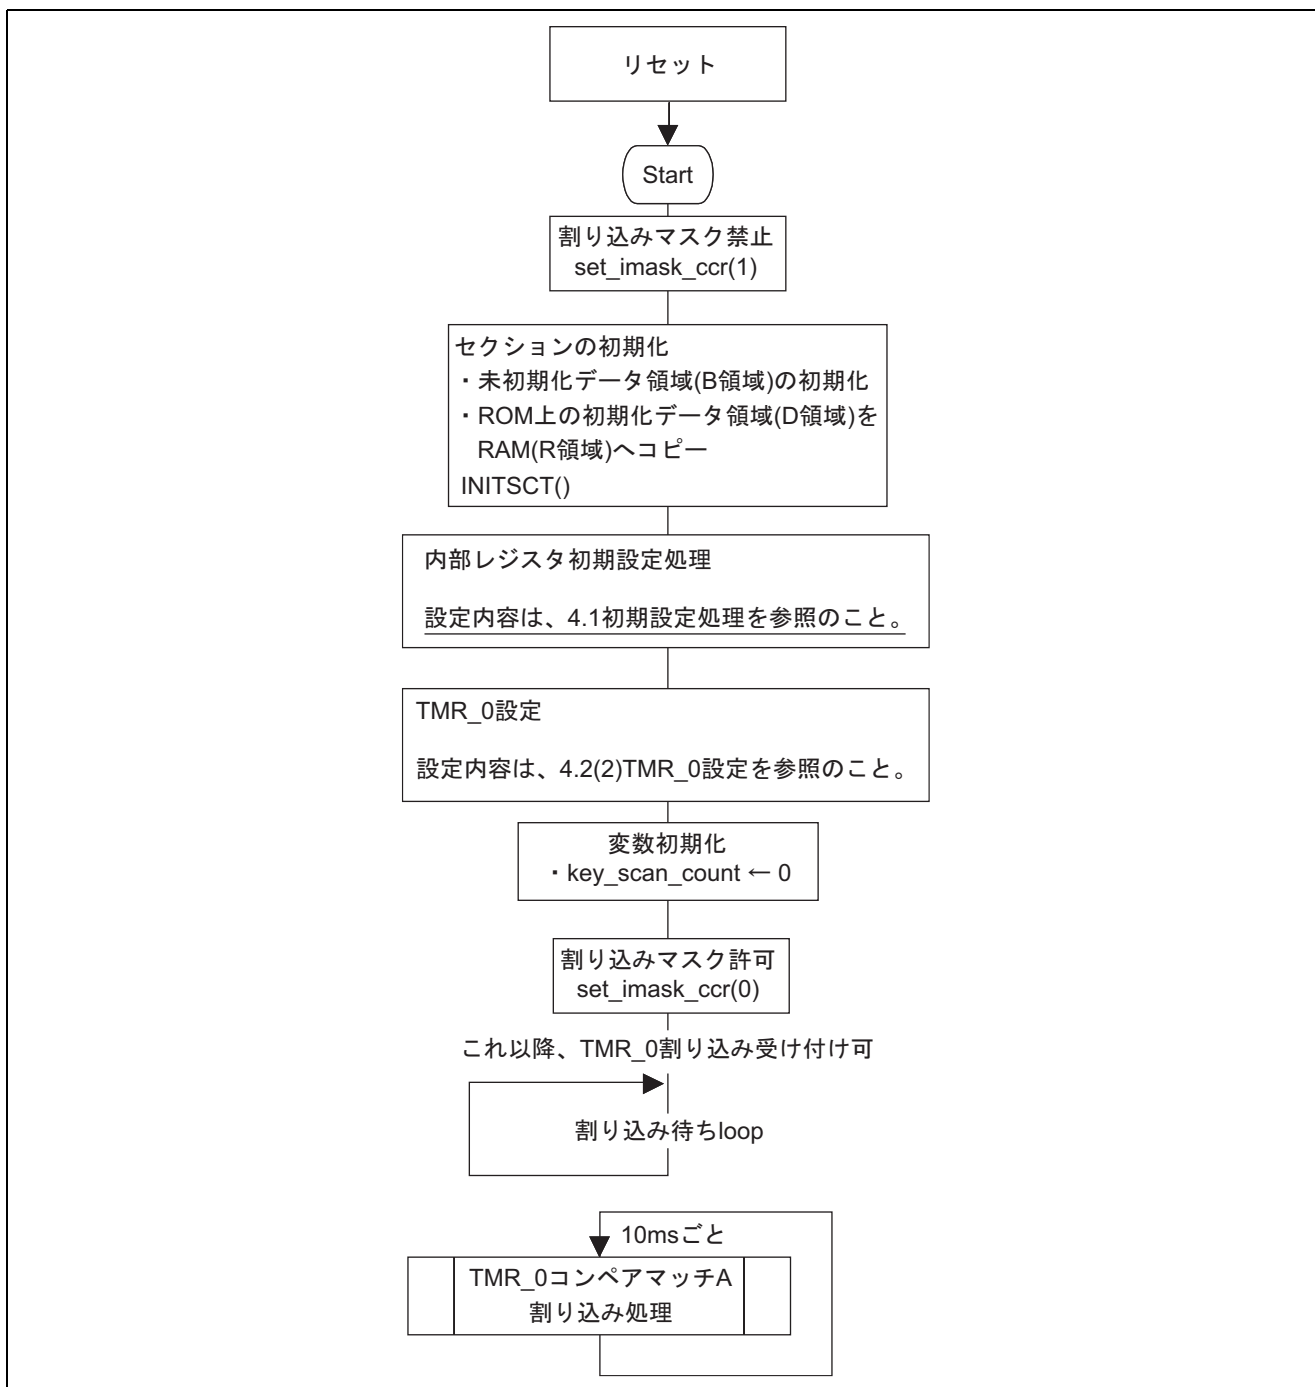 リセット
Start
割り込みマスク禁止
set_imask_ccr(1)
セクションの初期化
・未初期化データ領域(B領域)の初期化
・ROM上の初期化データ領域(D領域)を
RAM(R領域)へコピー
INITSCT()
内部レジスタ初期設定処理
設定内容は、4.1初期設定処理を参照のこと。
TMR_0設定
設定内容は、4.2(2)TMR_0設定を参照のこと。
変数初期化
・key_scan_count ← 0
割り込みマスク許可
set_imask_ccr(0)
これ以降、TMR_0割り込み受け付け可
割り込み待ちloop
10msごと
TMR_0コンペアマッチA
割り込み処理